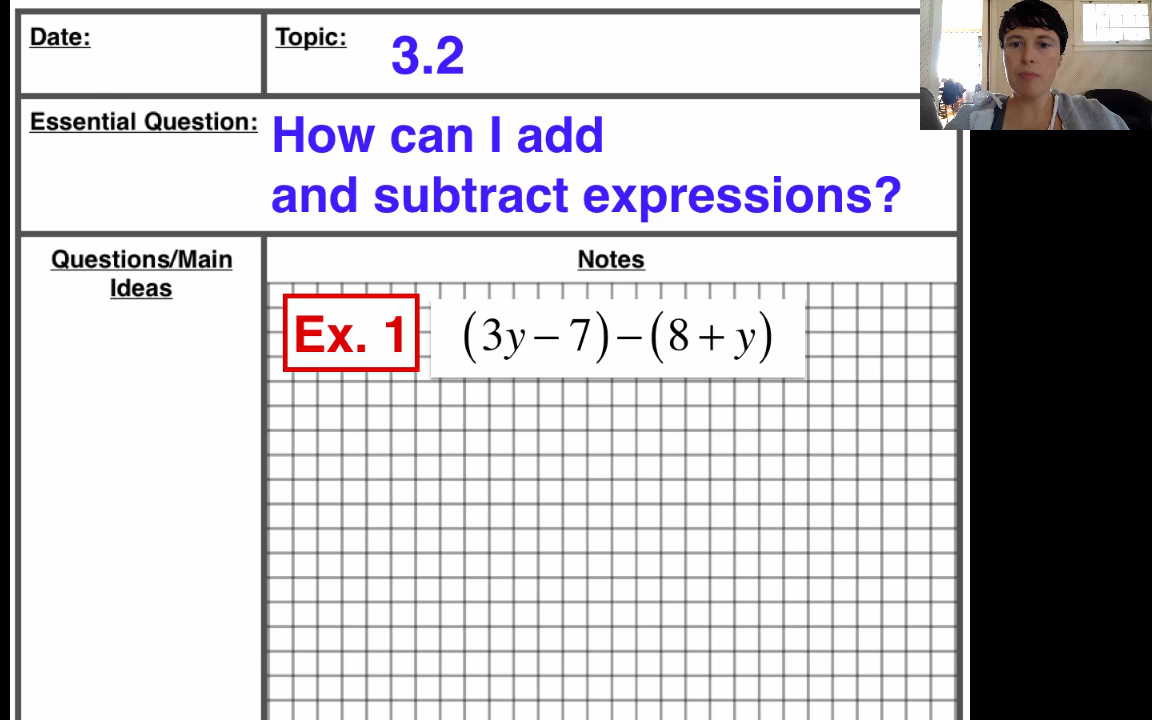 Date:
Topic: 3.2
Essential Question: How can I add
and subtract expressions?
Questions/Main
Ideas
Notes
Ex. 1 (3y − 7) − (8 + y)